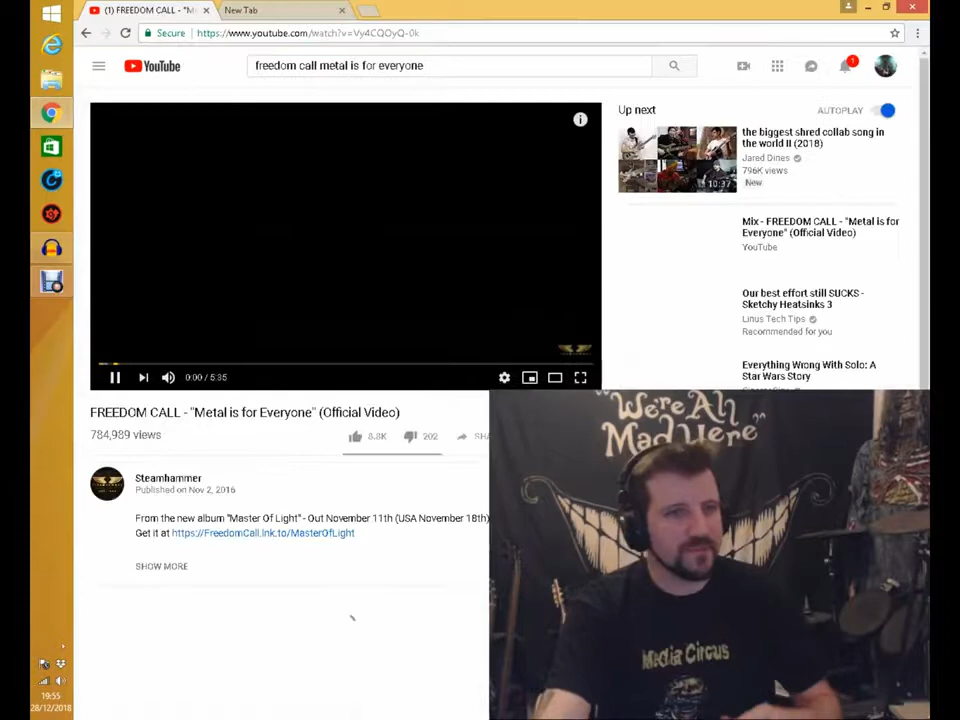 (1) FREEDOM CALL - "M
New Tab
Secure
https://www.youtube.com/watch?v=Vy4CQOyQ-0k
YouTube
freedom call metal is for everyone
1
Up next
AUTOPLAY
the biggest shred collab song in
the world II (2018)
Jared Dines
796K views
New
10:37
Mix - FREEDOM CALL - "Metal is for
Everyone" (Official Video)
YouTube
Our best effort still SUCKS -
Sketchy Heatsinks 3
Linus Tech Tips
Recommended for you
Everything Wrong With Solo: A
Star Wars Story
0:00 / 5:35
FREEDOM CALL - "Metal is for Everyone" (Official Video)
784,989 views
8.8K
202
SHA
Steamhammer
Published on Nov 2, 2016
From the new album "Master Of Light" - Out November 11th (USA November 18th)
Get it at https://FreedomCall.lnk.to/MasterOfLight
SHOW MORE
"We're All
Mad Here"
Media Circus
19:55
28/12/2018